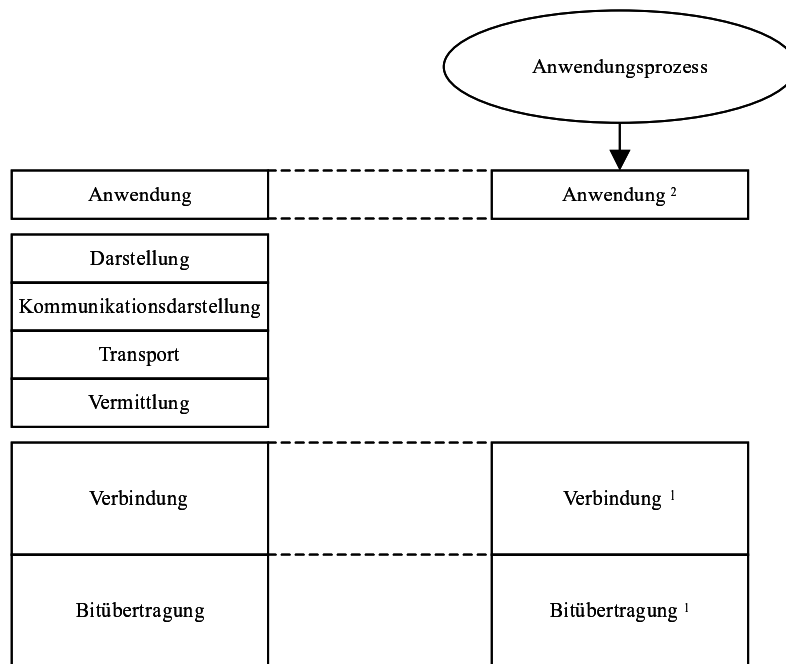 Anwendungsprozess
Anwendung Anwendung ²
Darstellung
Kommunikationsdarstellung
Transport
Vermittlung
Verbindung Verbindung ¹
Bitübertragung Bitübertragung ¹